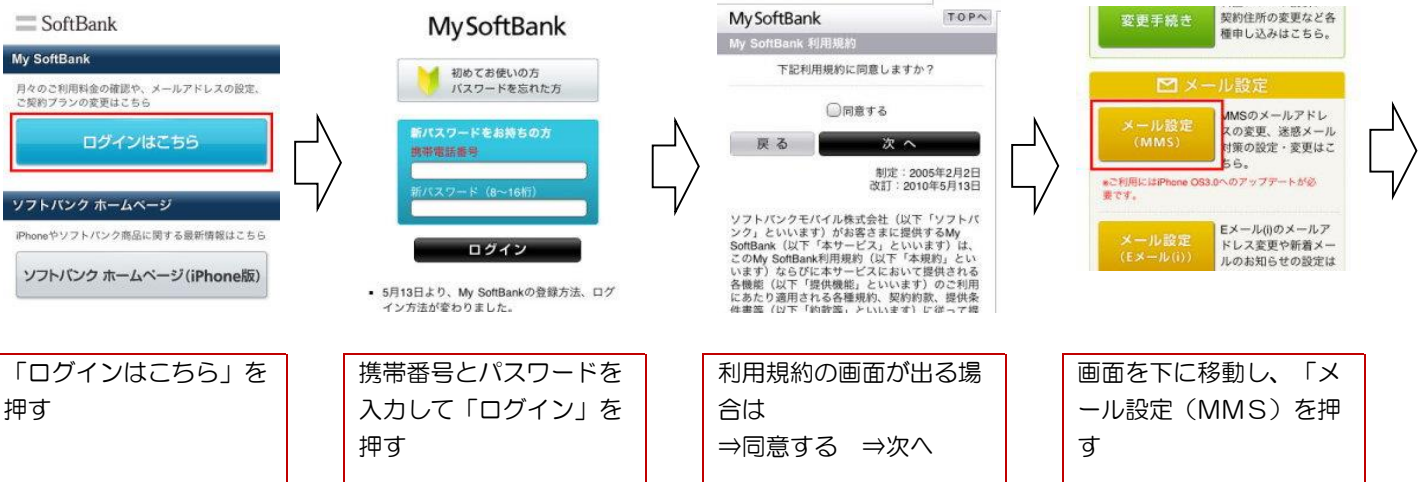 SoftBank
My SoftBank
月々のご利用料金の確認や、メールアドレスの設定、
ご契約プランの変更はこちら
ログインはこちら
ソフトバンク ホームページ
iPhoneやソフトバンク商品に関する最新情報はこちら
ソフトバンク ホームページ(iPhone版)
My SoftBank
初めてお使いの方
パスワードを忘れた方
新パスワードをお持ちの方
携帯電話番号
新パスワード（8〜16桁）
ログイン
▪ 5月13日より、My SoftBankの登録方法、ログ
イン方法が変わりました。
My SoftBank
TOPへ
My SoftBank 利用規約
下記利用規約に同意しますか？
同意する
戻る
次へ
制定：2005年2月2日
改訂：2010年5月13日
ソフトバンクモバイル株式会社（以下「ソフトバ
ンク」といいます）がお客さまに提供するMy
SoftBank（以下「本サービス」といいます）は、
このMy SoftBank利用規約（以下「本規約」とい
います）ならびに本サービスにおいて提供される
各機能（以下「提供機能」といいます）のご利用
にあたり適用される各種規約、契約約款、提供条
件書等（以下「約款等」といいます）に従って提
変更手続き
契約住所の変更など各
種申し込みはこちら。
メール設定
メール設定
(MMS)
MMSのメールアドレ
スの変更、迷惑メール
対策の設定・変更はこ
ちら。
※ご利用にはiPhone OS3.0へのアップデートが必
要です。
メール設定
(Eメール(i))
Eメール(i)のメールア
ドレス変更や新着メー
ルのお知らせの設定は
「ログインはこちら」を
押す
携帯番号とパスワードを
入力して「ログイン」を
押す
利用規約の画面が出る場
合は
⇒同意する　⇒次へ
画面を下に移動し、「メ
ール設定（ＭＭＳ）を押
す